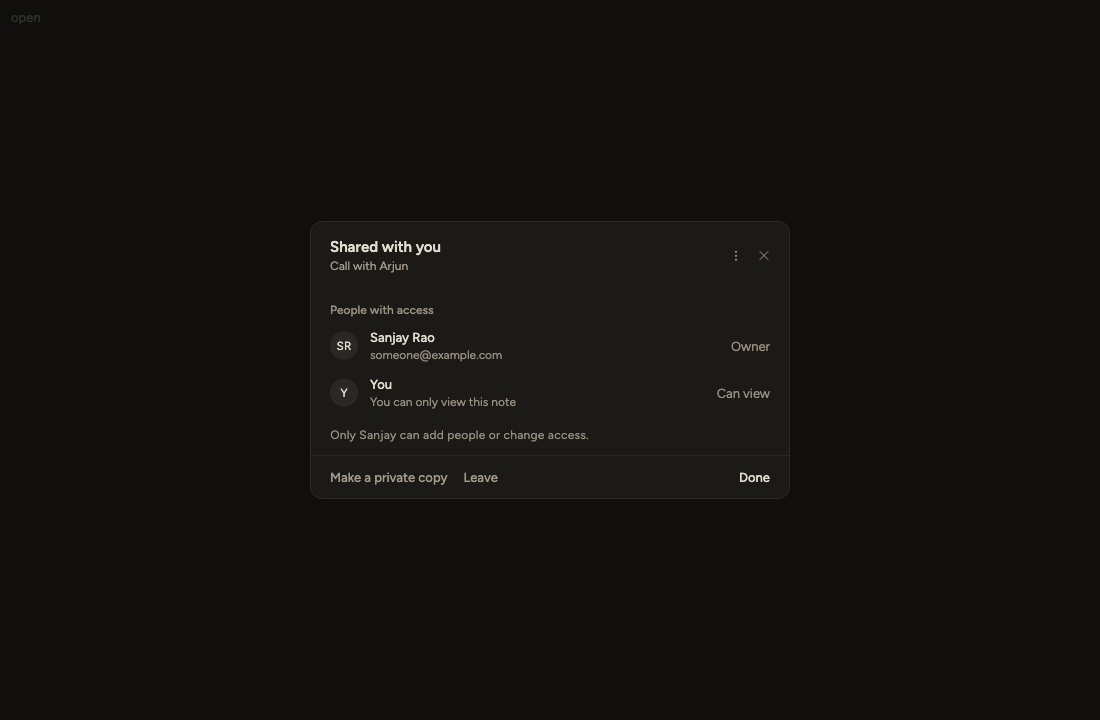 open
Shared with you
Call with Arjun
People with access
SR
Sanjay Rao
someone@example.com
Owner
Y
You
You can only view this note
Can view
Only Sanjay can add people or change access.
Make a private copy
Leave
Done